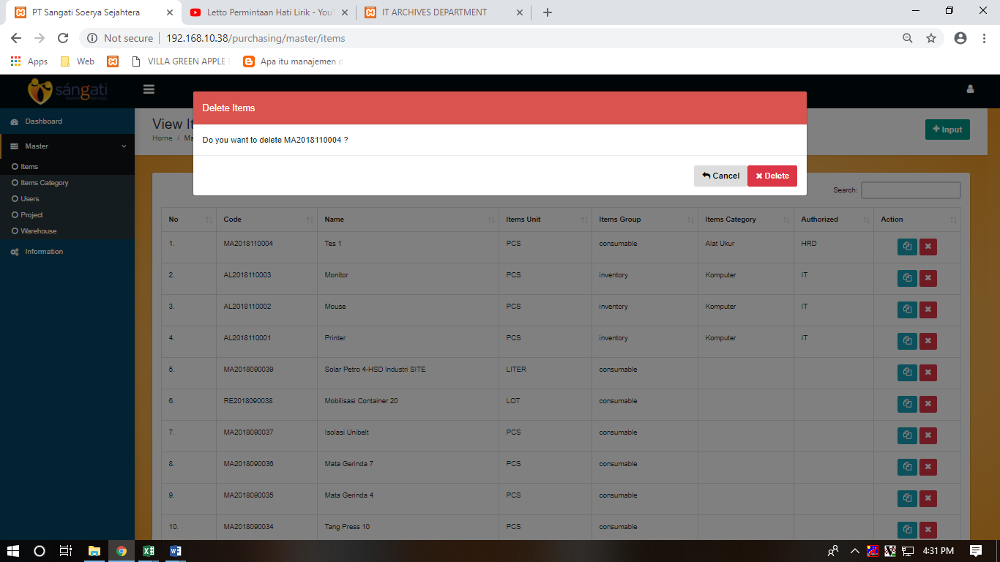 PT Sangati Soerya Sejahtera
Letto Permintaan Hati Lirik - YouT
IT ARCHIVES DEPARTMENT
Not secure
192.168.10.38/purchasing/master/items
Apps
Web
VILLA GREEN APPLE
Apa itu manajemen d
sángati
Delete Items
Dashboard
View It
Home / Ma
+ Input
Do you want to delete MA2018110004 ?
Master
Cancel
Delete
Items
Items Category
Users
Project
Warehouse
Information
Search:
No Code Name Items Unit Items Group Items Category Authorized Action
1. MA2018110004 Tes 1 PCS consumable Alat Ukur HRD
2. AL2018110003 Monitor PCS inventory Komputer IT
3. AL2018110002 Mouse PCS inventory Komputer IT
4. AL2018110001 Printer PCS inventory Komputer IT
5. MA2018090039 Solar Petro 4-HSD Industri SITE LITER consumable
6. RE2018090038 Mobilisasi Container 20 LOT consumable
7. MA2018090037 Isolasi Unibelt PCS consumable
8. MA2018090036 Mata Gerinda 7 PCS consumable
9. MA2018090035 Mata Gerinda 4 PCS consumable
10. MA2018090034 Tang Press 10 PCS consumable
4:31 PM